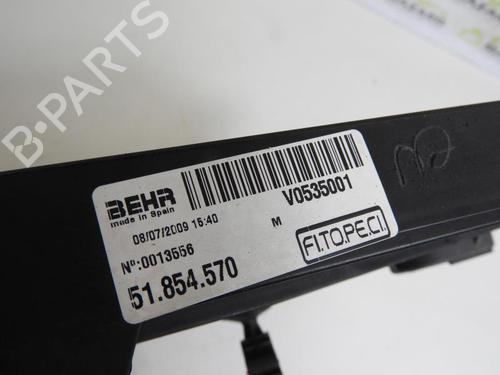 B-PARTS
BEHR
made in Spain
V0535001
08/07/2009 15:40
M
Nº:0013556
FI.TO.PE.CI.
51.854.570